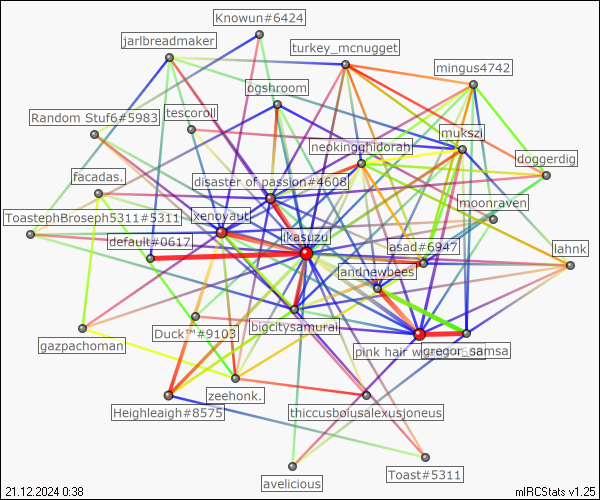 Knowun#6424
jarlbreadmaker
turkey_mcnugget
mingus4742
ogshroom
Random Stuf6#5983
tescoroll
mukszi
neokingghidorah
doggerdig
facadas.
disaster of passion#4608
moonraven
ToastephBroseph5311#5311
xenoyautl
ikasuzu
default#0617
asad#6947
lahnk
andnewbees
bigcitysamurai
Duck™#9103
gazpachoman
pink hair w
gregor_samsa
zeehonk.
Heighleaigh#8575
thiccusboiusalexusjoneus
Toast#5311
avelicious
21.12.2024 0:38
mIRCStats v1.25